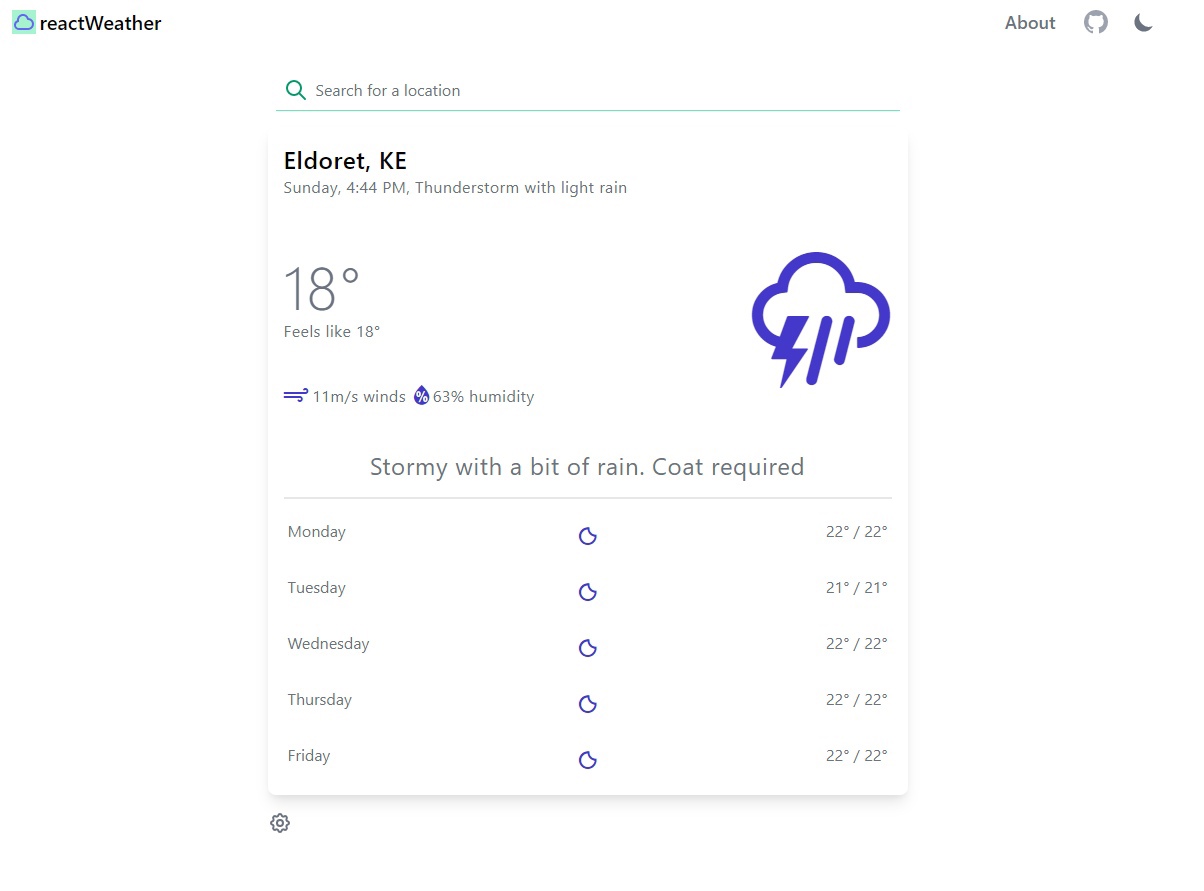 reactWeather
About
Search for a location
Eldoret, KE
Sunday, 4:44 PM, Thunderstorm with light rain
18°
Feels like 18°
11m/s winds % 63% humidity
Stormy with a bit of rain. Coat required
Monday 22° / 22°
Tuesday 21° / 21°
Wednesday 22° / 22°
Thursday 22° / 22°
Friday 22° / 22°